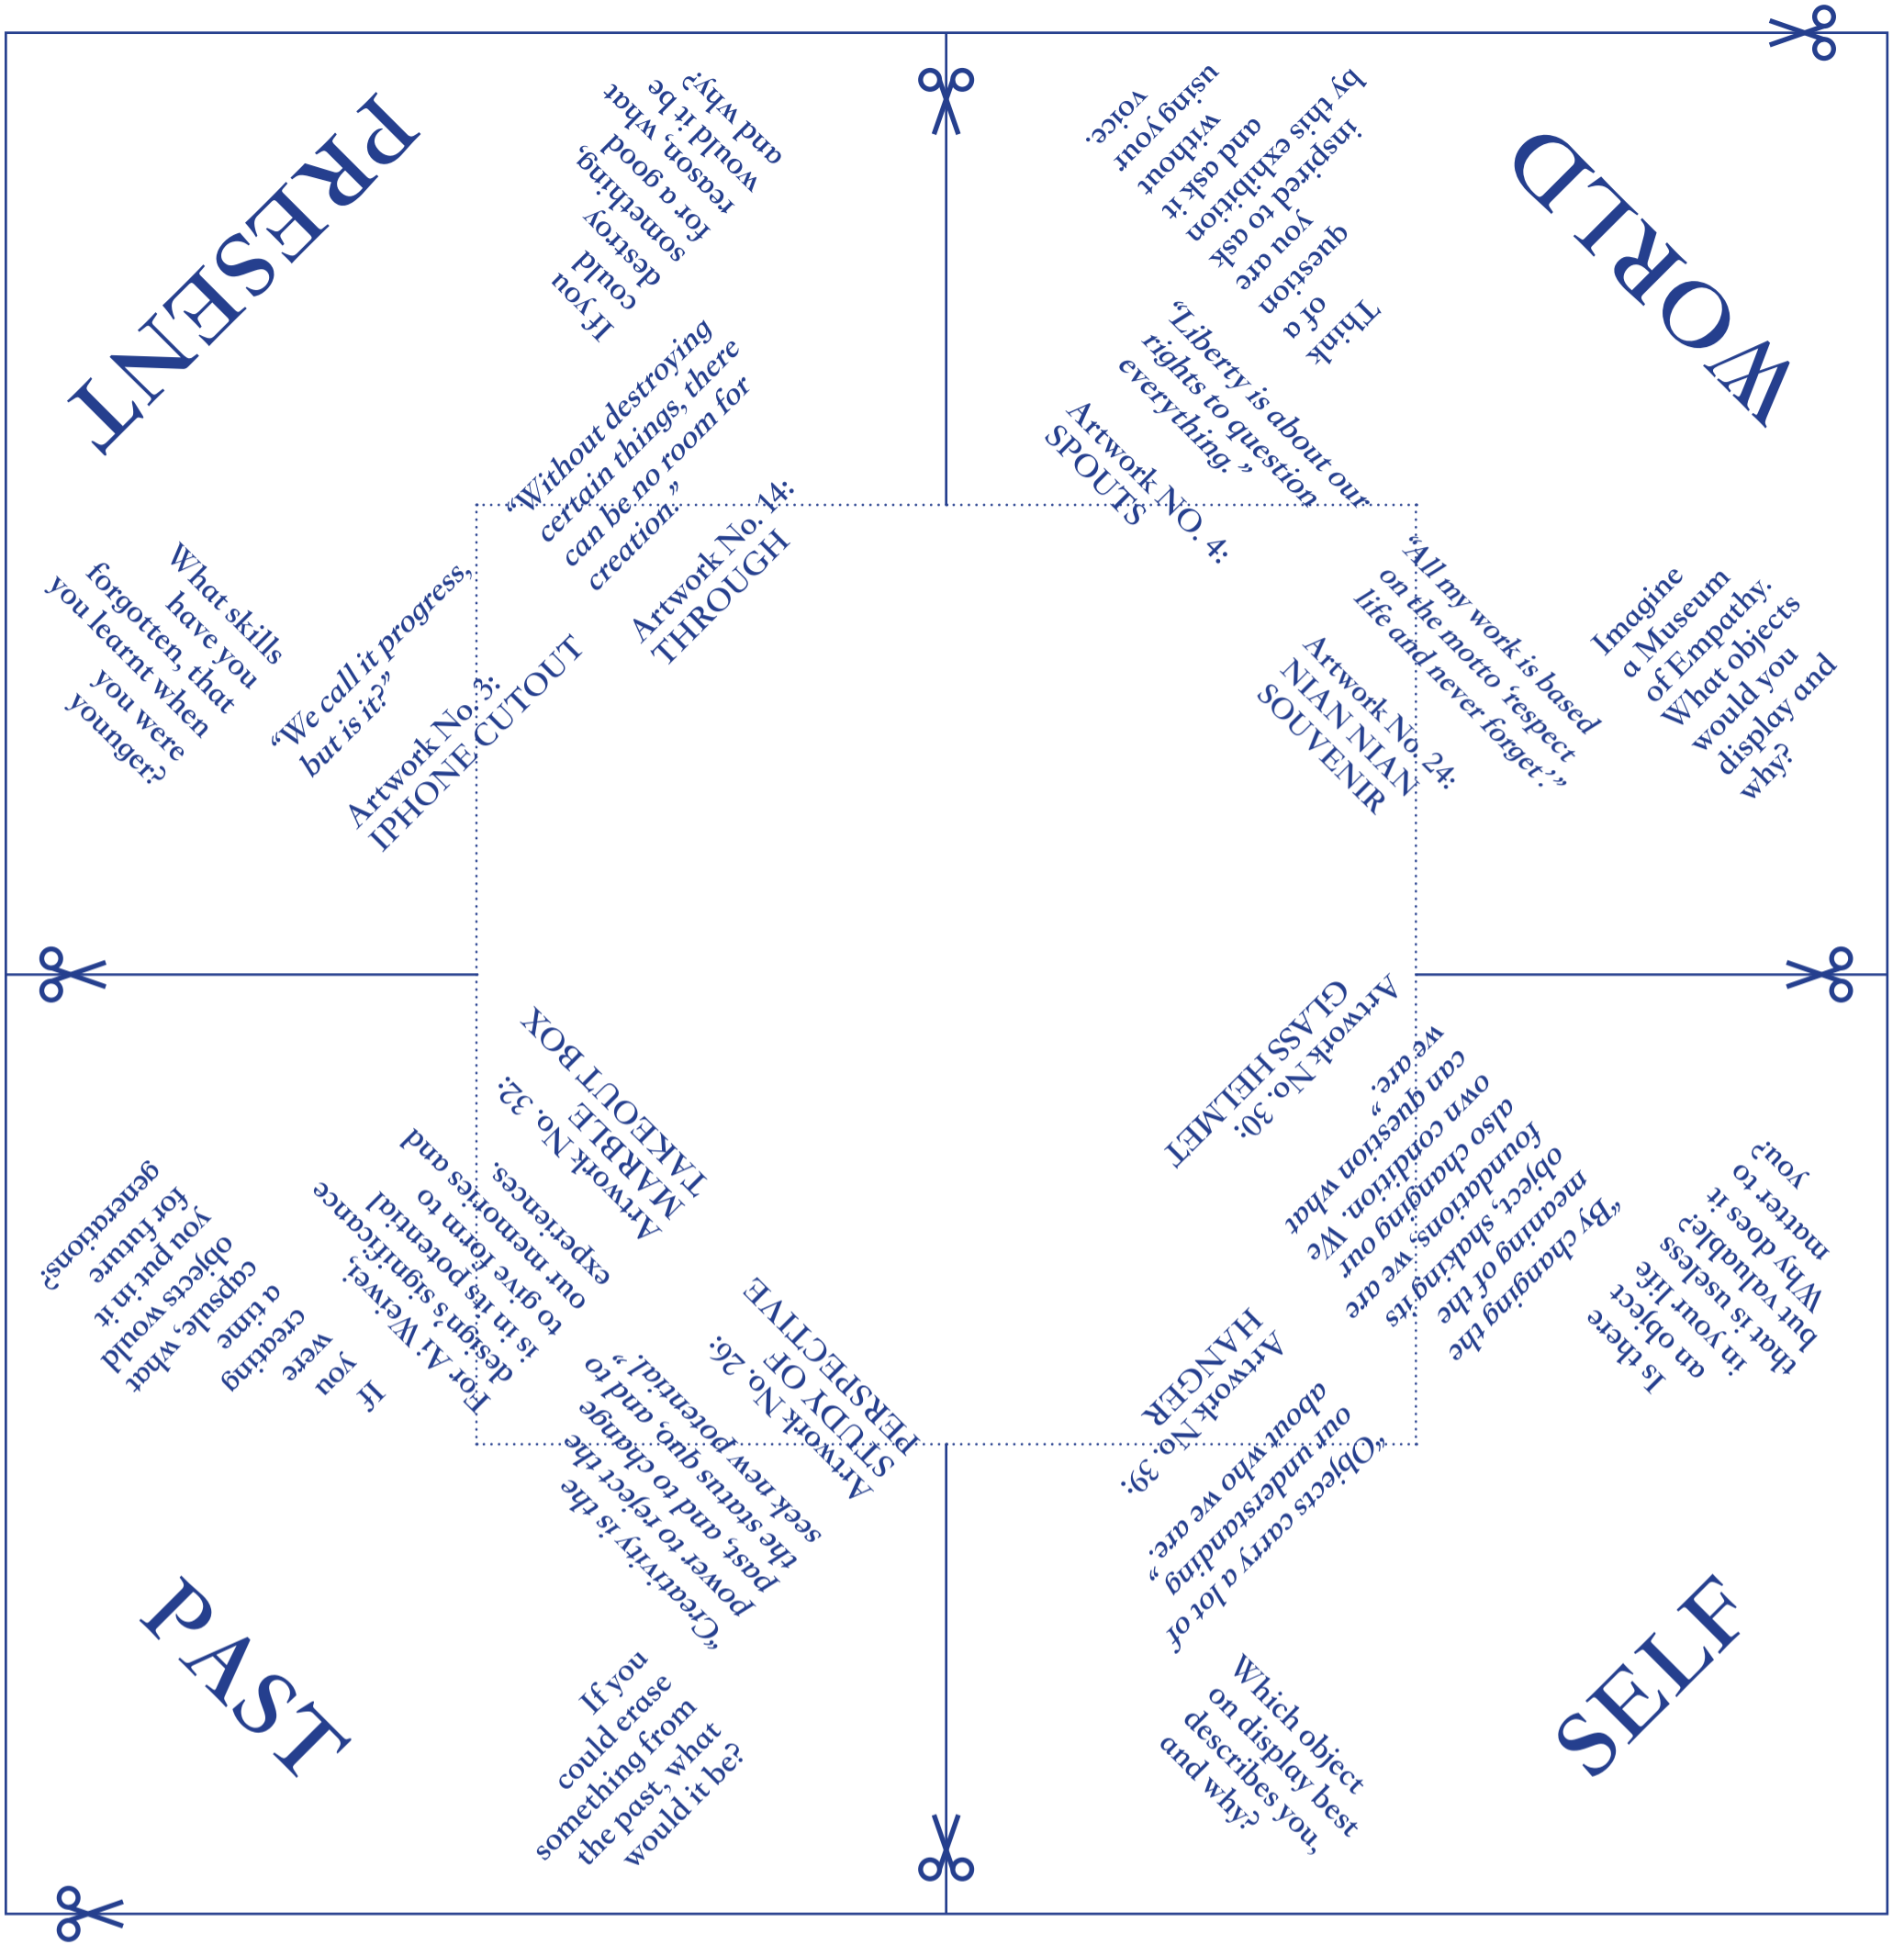 PRESENT
If you
could
destroy
something,
for a good
reason, what
would it be
and why?
“Without destroying
certain things, there
can be no room for
creation.”
Artwork No. 14:
THROUGH
What skills
have you
forgotten, that
you learnt when
you were
younger?
“We call it progress,
but is it?”
Artwork No. 3:
IPHONE CUTOUT
WORLD
Think
of a
question
you are
inspired to ask
by this exhibition
and ask it
without
using your
voice.
“Liberty is about our
rights to question
everything.”
Artwork NO. 4:
SPOUTS
Imagine
a Museum
of Empathy.
What objects
would you
display and
why?
“All my work is based
on the motto ‘respect
life and never forget.’”
Artwork No. 24:
NIAN NIAN
SOUVENIR
PAST
If
you
were
creating
a time
capsule, what
objects would
you put in it
for future
generations?
For Ai Weiwei,
design’s significance
is in its potential
to give form to
our memories and
experiences.
Artwork No. 32:
MARBLE
TAKEOUT BOX
If you
could erase
something from
the past, what
would it be?
“Creativity is the
power to reject the
past, and to change
the status quo, and to
seek new potential.”
Artwork No. 26:
STUDY OF
PERSPECTIVE
SELF
Is there
an object
in your life
that is useless
but valuable?
Why does it
matter to
you?
“By changing the
meaning of the
object, shaking its
foundations, we are
also changing our
own condition. We
can question what
we are.”
Artwork No. 30:
GLASS HELMET
Which object
on display best
describes you,
and why?
“Objects carry a lot of
our understanding
about who we are.”
Artwork No. 39:
HANGER